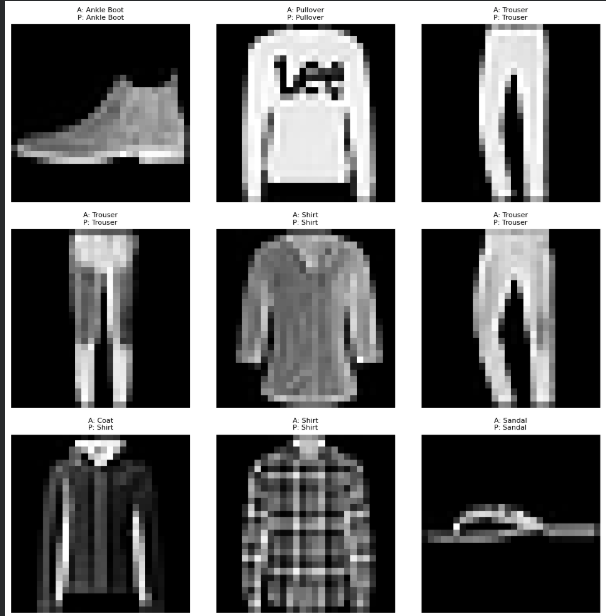 A: Ankle Boot
P: Ankle Boot
A: Pullover
P: Pullover
A: Trouser
P: Trouser
A: Trouser
P: Trouser
A: Shirt
P: Shirt
A: Trouser
P: Trouser
A: Coat
P: Shirt
A: Shirt
P: Shirt
A: Sandal
P: Sandal